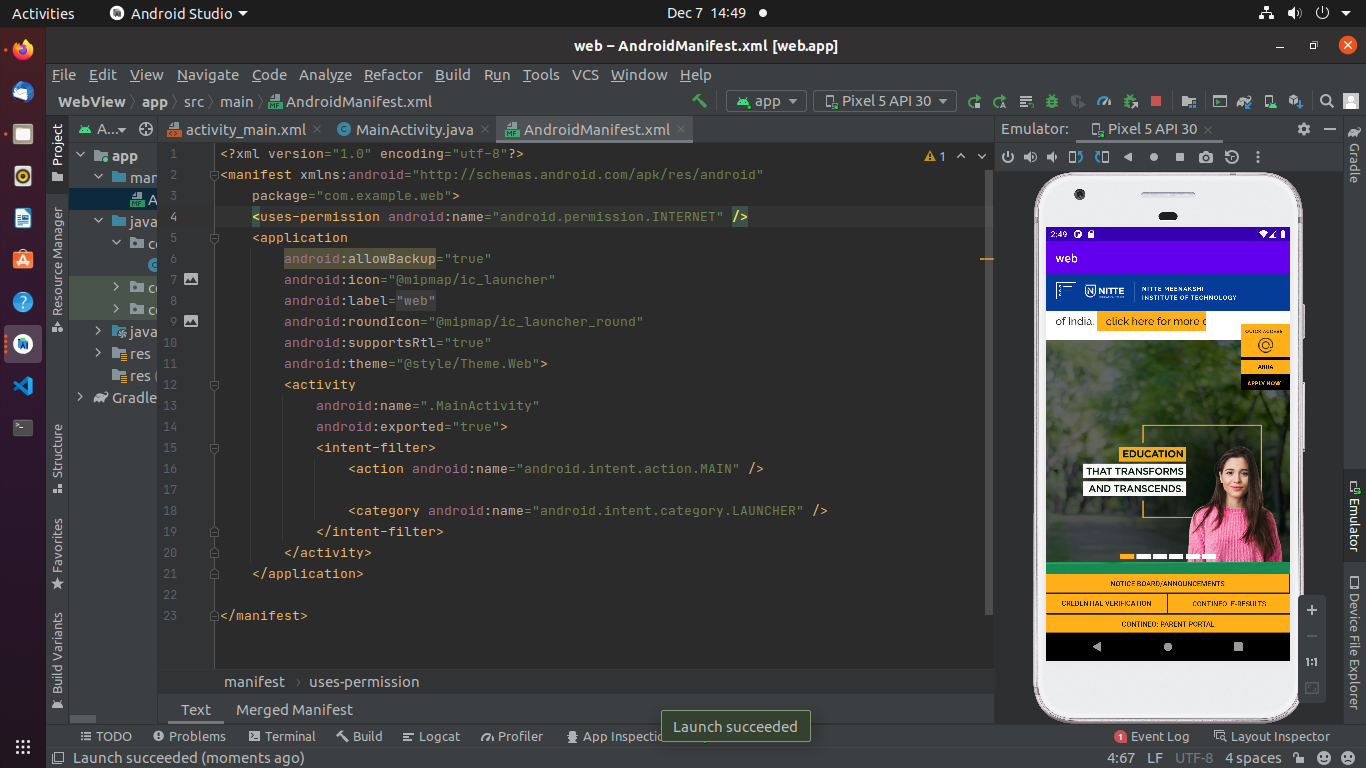 Activities
Android Studio
Dec 7 14:49
web – AndroidManifest.xml [web.app]
File Edit View Navigate Code Analyze Refactor Build Run Tools VCS Window Help
WebView app src main AndroidManifest.xml
app
Pixel 5 API 30
Project
A...
activity_main.xml
MainActivity.java
AndroidManifest.xml
Emulator:
Pixel 5 API 30
Gradle
app
mar
A
java
co
co
co
java
res
res (
Gradle
Resource Manager
Structure
Favorites
Build Variants
1 <?xml version="1.0" encoding="utf-8"?>
2 <manifest xmlns:android="http://schemas.android.com/apk/res/android"
3 package="com.example.web">
4 <uses-permission android:name="android.permission.INTERNET" />
5 <application
6 android:allowBackup="true"
7 android:icon="@mipmap/ic_launcher"
8 android:label="web"
9 android:roundIcon="@mipmap/ic_launcher_round"
10 android:supportsRtl="true"
11 android:theme="@style/Theme.Web">
12 <activity
13 android:name=".MainActivity"
14 android:exported="true">
15 <intent-filter>
16 <action android:name="android.intent.action.MAIN" />
17
18 <category android:name="android.intent.category.LAUNCHER" />
19 </intent-filter>
20 </activity>
21 </application>
22
23 </manifest>
1
2:49
web
NITTE
NITTE MEENAKSHI
INSTITUTE OF TECHNOLOGY
of India. click here for more
QUICK ACCESS
APPLY NOW
EDUCATION
THAT TRANSFORMS
AND TRANSCENDS.
NOTICE BOARD/ANNOUNCEMENTS
CREDENTIAL VERIFICATION
CONTINEO: E-RESULTS
CONTINEO: PARENT PORTAL
1:1
Emulator
Device File Explorer
manifest uses-permission
Text Merged Manifest
Launch succeeded
TODO Problems Terminal Build Logcat Profiler App Inspectio
1 Event Log
Layout Inspector
Launch succeeded (moments ago)
4:67 LF UTF-8 4 spaces